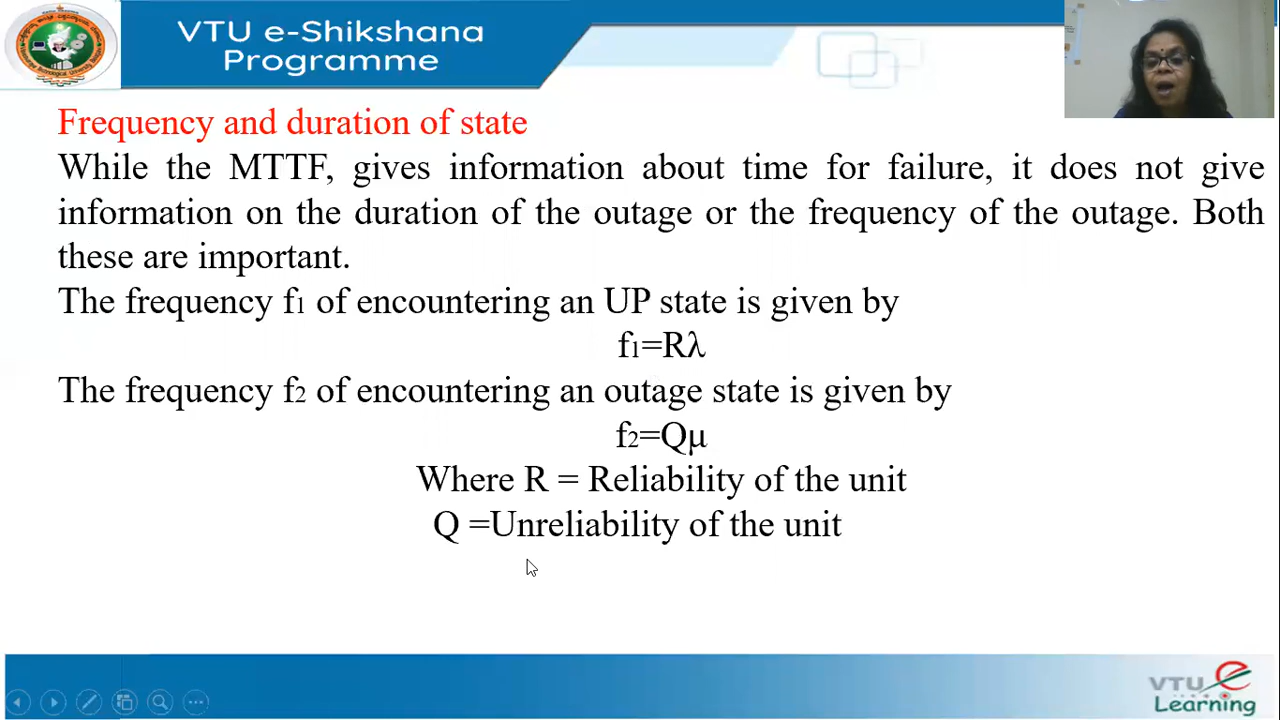 VTU e-Shikshana
Programme
Frequency and duration of state
While the MTTF, gives information about time for failure, it does not give
information on the duration of the outage or the frequency of the outage. Both
these are important.
The frequency f1 of encountering an UP state is given by
f1=Rλ
The frequency f2 of encountering an outage state is given by
f2=Qμ
Where R = Reliability of the unit
Q =Unreliability of the unit
VTU e
Learning